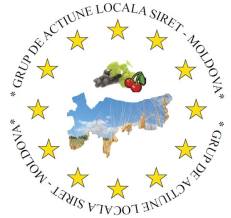 * GRUP DE ACTIUNE LOCALA SIRET - MOLDOVA*
* GRUP DE ACTIUNE LOCALA SIRET - MOLDOVA*